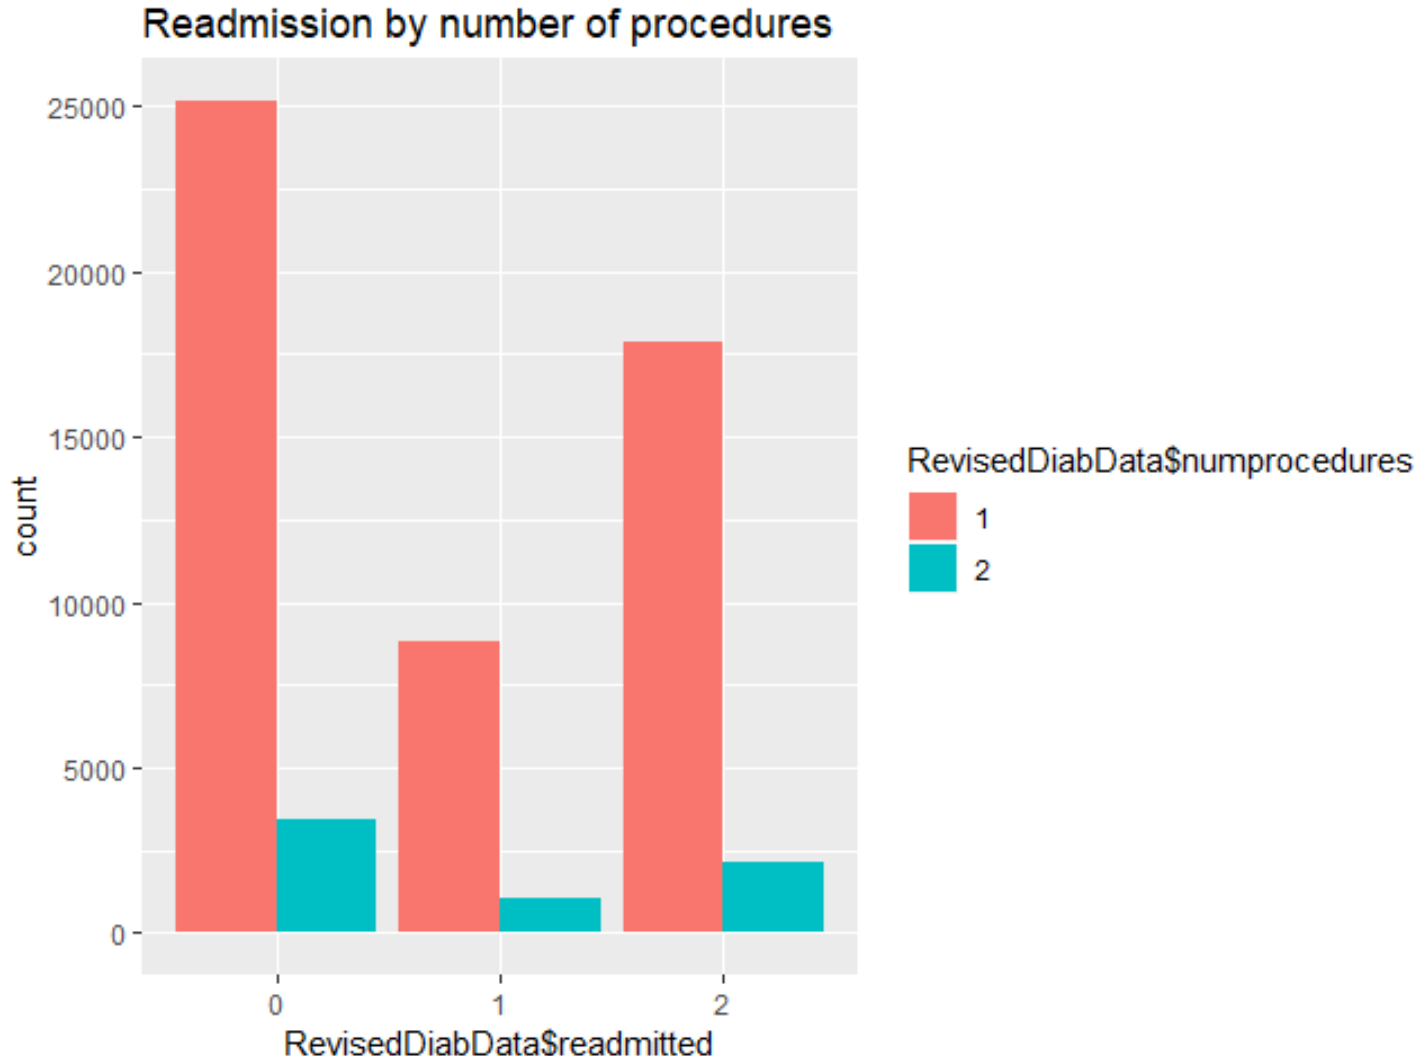 Readmission by number of procedures
25000
20000
15000
10000
5000
0
count
0 1 2
RevisedDiabData$readmitted
RevisedDiabData$numprocedures
1
2